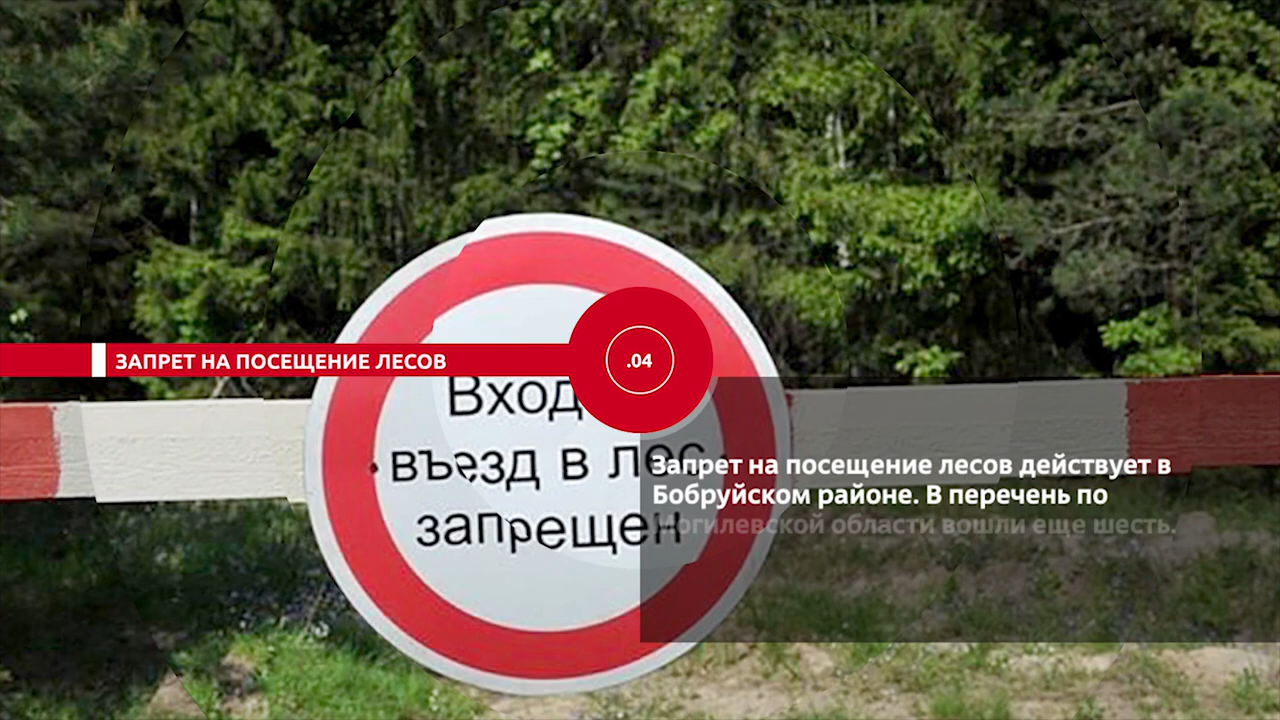 ЗАПРЕТ НА ПОСЕЩЕНИЕ ЛЕСОВ
.04
Вход
въезд в лес
запрещен
Запрет на посещение лесов действует в
Бобруйском районе. В перечень по
Могилевской области вошли еще шесть.